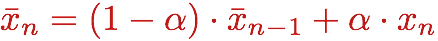 x̄ₙ = (1 − α) · x̄ₙ₋₁ + α · xₙ